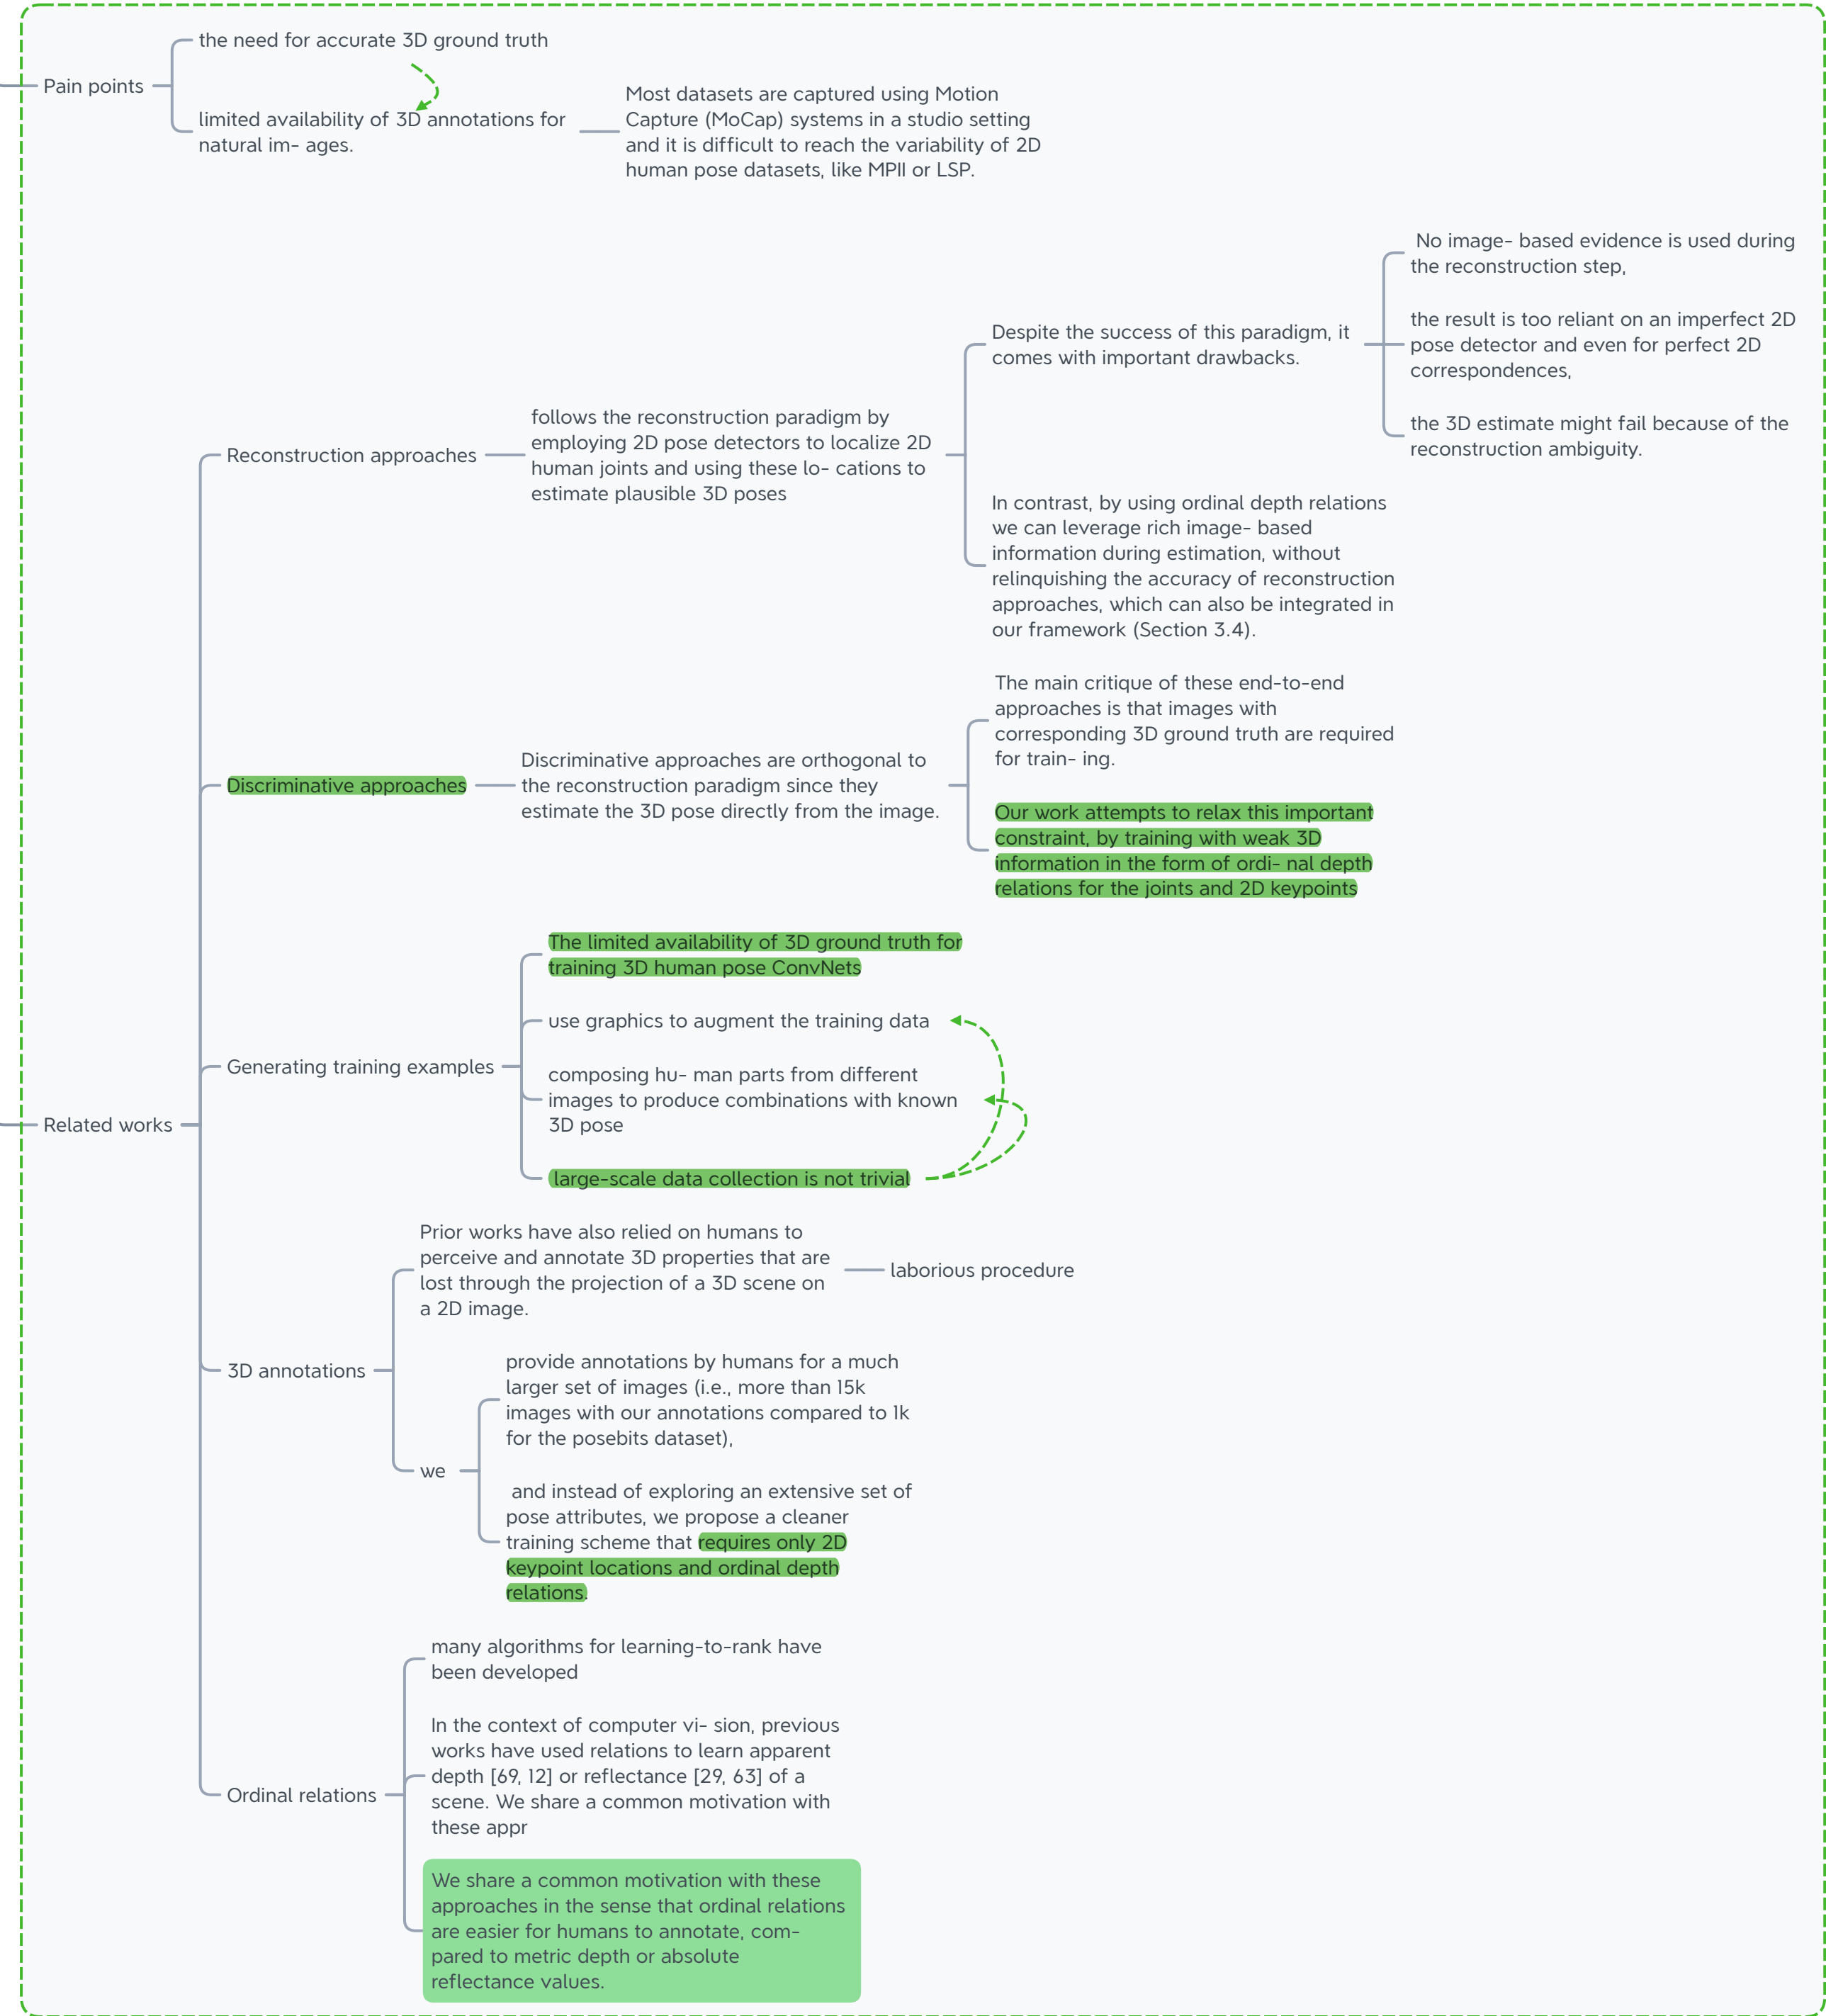 Pain points
the need for accurate 3D ground truth
limited availability of 3D annotations for
natural im- ages.
Most datasets are captured using Motion
Capture (MoCap) systems in a studio setting
and it is difficult to reach the variability of 2D
human pose datasets, like MPII or LSP.
Related works
Reconstruction approaches
follows the reconstruction paradigm by
employing 2D pose detectors to localize 2D
human joints and using these lo- cations to
estimate plausible 3D poses
Despite the success of this paradigm, it
comes with important drawbacks.
No image- based evidence is used during
the reconstruction step,
the result is too reliant on an imperfect 2D
pose detector and even for perfect 2D
correspondences,
the 3D estimate might fail because of the
reconstruction ambiguity.
In contrast, by using ordinal depth relations
we can leverage rich image- based
information during estimation, without
relinquishing the accuracy of reconstruction
approaches, which can also be integrated in
our framework (Section 3.4).
Discriminative approaches
Discriminative approaches are orthogonal to
the reconstruction paradigm since they
estimate the 3D pose directly from the image.
The main critique of these end-to-end
approaches is that images with
corresponding 3D ground truth are required
for train- ing.
Our work attempts to relax this important
constraint, by training with weak 3D
information in the form of ordi- nal depth
relations for the joints and 2D keypoints
Generating training examples
The limited availability of 3D ground truth for
training 3D human pose ConvNets
use graphics to augment the training data
composing hu- man parts from different
images to produce combinations with known
3D pose
large-scale data collection is not trivial
3D annotations
Prior works have also relied on humans to
perceive and annotate 3D properties that are
lost through the projection of a 3D scene on
a 2D image.
laborious procedure
we
provide annotations by humans for a much
larger set of images (i.e., more than 15k
images with our annotations compared to 1k
for the posebits dataset),
and instead of exploring an extensive set of
pose attributes, we propose a cleaner
training scheme that requires only 2D
keypoint locations and ordinal depth
relations.
Ordinal relations
many algorithms for learning-to-rank have
been developed
In the context of computer vi- sion, previous
works have used relations to learn apparent
depth [69, 12] or reflectance [29, 63] of a
scene. We share a common motivation with
these appr
We share a common motivation with these
approaches in the sense that ordinal relations
are easier for humans to annotate, com-
pared to metric depth or absolute
reflectance values.